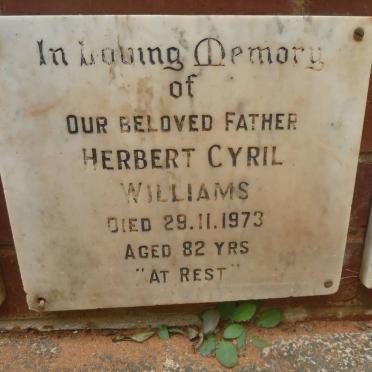 In Loving Memory
of
OUR BELOVED FATHER
HERBERT CYRIL
WILLIAMS
DIED 29.11.1973
AGED 82 YRS
"AT REST"